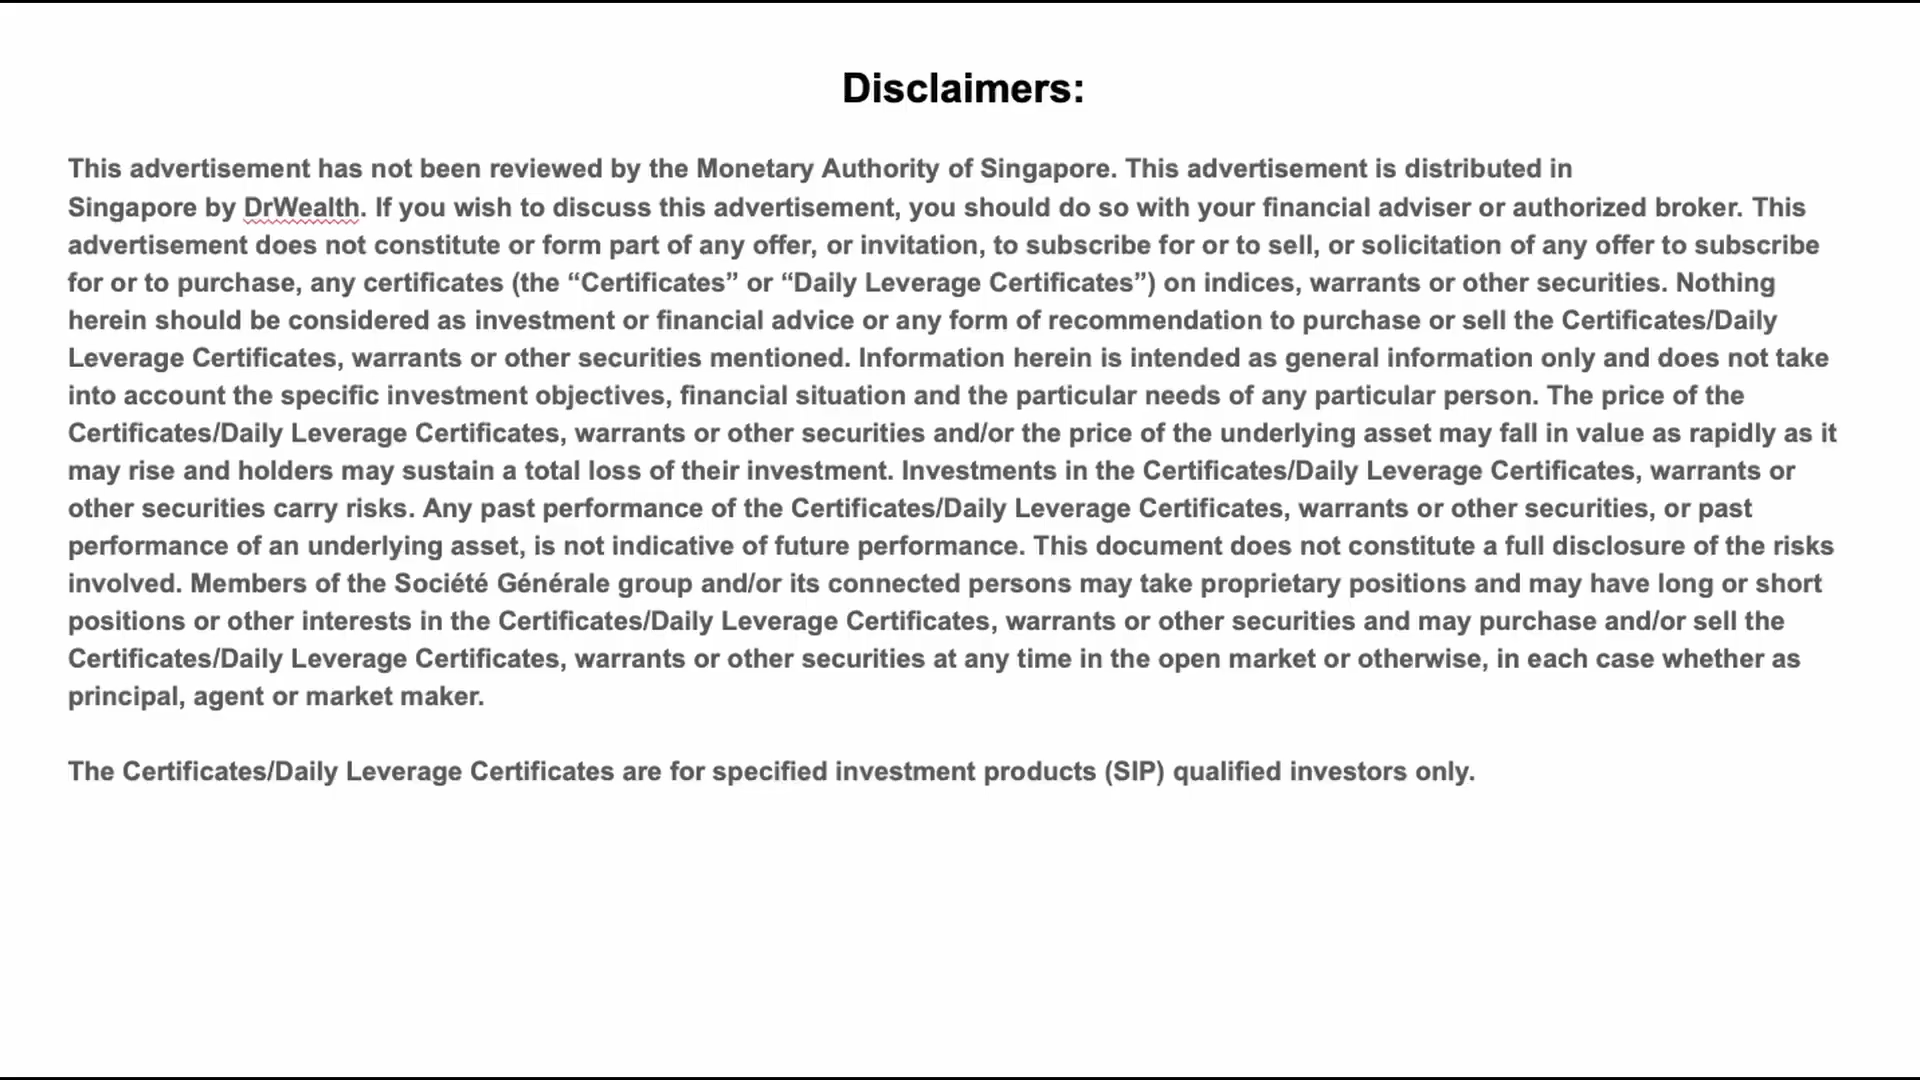 Disclaimers:
This advertisement has not been reviewed by the Monetary Authority of Singapore. This advertisement is distributed in
Singapore by DrWealth. If you wish to discuss this advertisement, you should do so with your financial adviser or authorized broker. This
advertisement does not constitute or form part of any offer, or invitation, to subscribe for or to sell, or solicitation of any offer to subscribe
for or to purchase, any certificates (the “Certificates” or “Daily Leverage Certificates”) on indices, warrants or other securities. Nothing
herein should be considered as investment or financial advice or any form of recommendation to purchase or sell the Certificates/Daily
Leverage Certificates, warrants or other securities mentioned. Information herein is intended as general information only and does not take
into account the specific investment objectives, financial situation and the particular needs of any particular person. The price of the
Certificates/Daily Leverage Certificates, warrants or other securities and/or the price of the underlying asset may fall in value as rapidly as it
may rise and holders may sustain a total loss of their investment. Investments in the Certificates/Daily Leverage Certificates, warrants or
other securities carry risks. Any past performance of the Certificates/Daily Leverage Certificates, warrants or other securities, or past
performance of an underlying asset, is not indicative of future performance. This document does not constitute a full disclosure of the risks
involved. Members of the Société Générale group and/or its connected persons may take proprietary positions and may have long or short
positions or other interests in the Certificates/Daily Leverage Certificates, warrants or other securities and may purchase and/or sell the
Certificates/Daily Leverage Certificates, warrants or other securities at any time in the open market or otherwise, in each case whether as
principal, agent or market maker.
The Certificates/Daily Leverage Certificates are for specified investment products (SIP) qualified investors only.